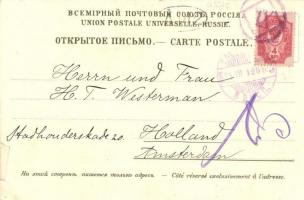 ВСЕМІРНЫЙ ПОЧТОВЫЙ СОЮЗЪ. РОССІЯ.
UNION POSTALE UNIVERSELLE. RUSSIE.
ОТКРЫТОЕ ПИСЬМО. — CARTE POSTALE.
Herrn und Frau
H. T. Westerman
Stadhouderskade 20. Holland
Amsterdam
На этой сторонѣ пишется только адресъ. — Côté réservé exclusivement à l'adresse.